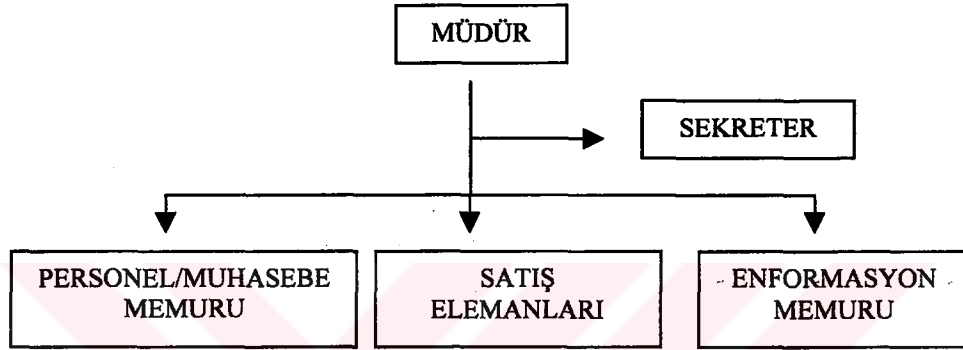 MÜDÜR
SEKRETER
PERSONEL/MUHASEBE
MEMURU
SATIŞ
ELEMANLARI
ENFORMASYON
MEMURU